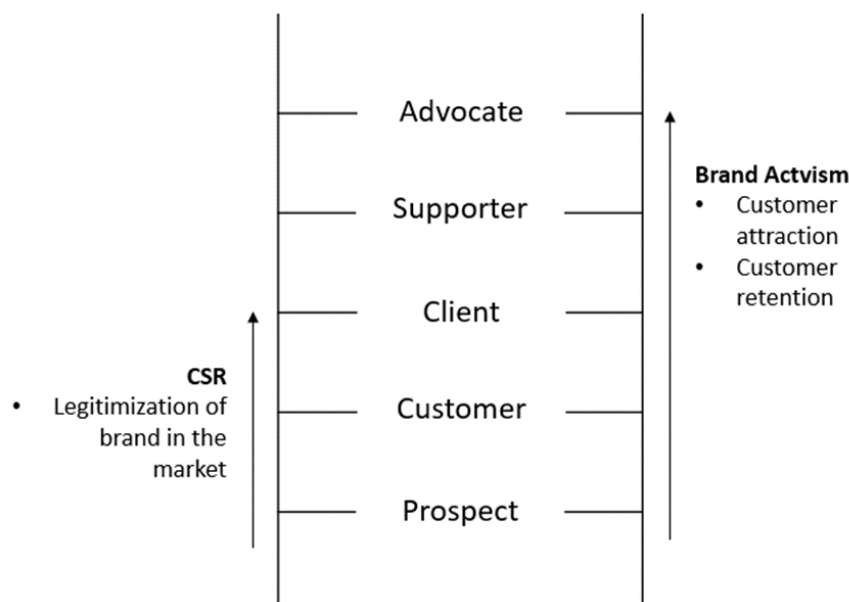 Advocate
Supporter
Client
Customer
Prospect
CSR
• Legitimization of
brand in the
market
Brand Actvism
• Customer
attraction
• Customer
retention